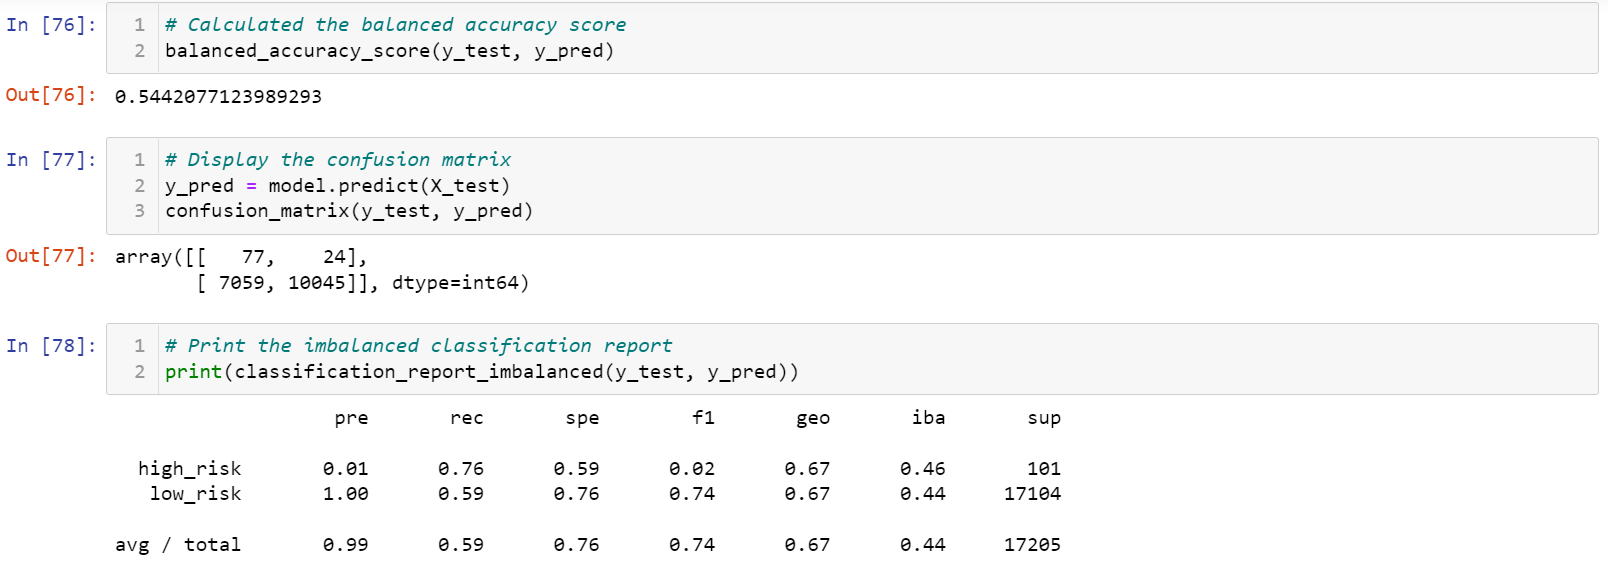 In [76]: 1 # Calculated the balanced accuracy score
2 balanced_accuracy_score(y_test, y_pred)
Out[76]: 0.5442077123989293
In [77]: 1 # Display the confusion matrix
2 y_pred = model.predict(X_test)
3 confusion_matrix(y_test, y_pred)
Out[77]: array([[   77,    24],
[ 7059, 10045]], dtype=int64)
In [78]: 1 # Print the imbalanced classification report
2 print(classification_report_imbalanced(y_test, y_pred))
pre rec spe f1 geo iba sup
high_risk 0.01 0.76 0.59 0.02 0.67 0.46 101
low_risk 1.00 0.59 0.76 0.74 0.67 0.44 17104
avg / total 0.99 0.59 0.76 0.74 0.67 0.44 17205